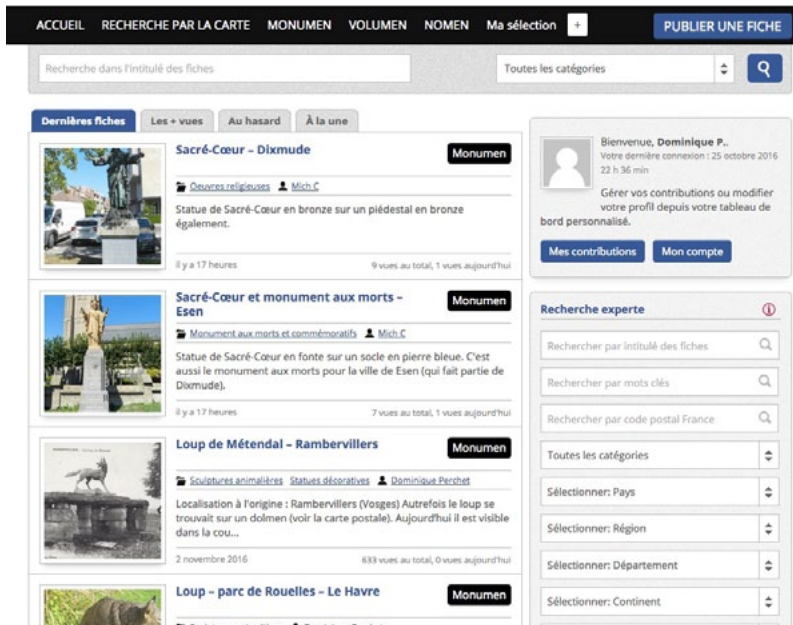 ACCUEIL RECHERCHE PAR LA CARTE MONUMEN VOLUMEN NOMEN Ma sélection + PUBLIER UNE FICHE
Recherche dans l'intitulé des fiches
Toutes les catégories
Dernières fiches Les + vues Au hasard À la une
Sacré-Cœur – Dixmude
Monumen
Oeuvres religieuses Mich C
Statue de Sacré-Cœur en bronze sur un piédestal en bronze
également.
il y a 17 heures
9 vues au total, 1 vues aujourd'hui
Sacré-Cœur et monument aux morts –
Esen
Monumen
Monument aux morts et commémoratifs Mich C
Statue de Sacré-Cœur en fonte sur un socle en pierre bleue. C'est
aussi le monument aux morts pour la ville de Esen (qui fait partie de
Dixmude).
il y a 17 heures
7 vues au total, 1 vues aujourd'hui
Loup de Métendal – Rambervillers
Monumen
Sculptures animalières Statues décoratives Dominique Perchet
Localisation à l'origine : Rambervillers (Vosges) Autrefois le loup se
trouvait sur un dolmen (voir la carte postale). Aujourd'hui il est visible
dans la cou...
2 novembre 2016
633 vues au total, 0 vues aujourd'hui
Loup – parc de Rouelles – Le Havre
Monumen
Bienvenue, Dominique P..
Votre dernière connexion : 25 octobre 2016
22 h 36 min
Gérer vos contributions ou modifier
votre profil depuis votre tableau de
bord personnalisé.
Mes contributions Mon compte
Recherche experte
Rechercher par intitulé des fiches
Rechercher par mots clés
Rechercher par code postal France
Toutes les catégories
Sélectionner: Pays
Sélectionner: Région
Sélectionner: Département
Sélectionner: Continent